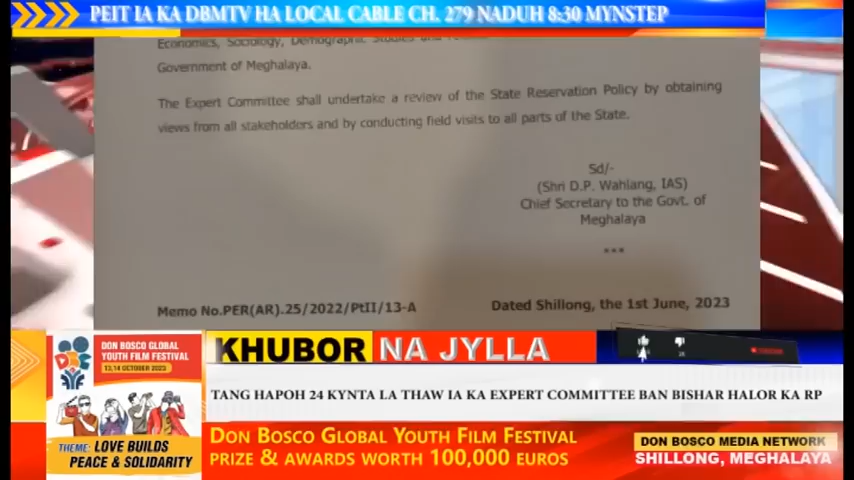 PEIT IA KA DBMTV HA LOCAL CABLE CH. 279 NADUH 8:30 MYNSTEP
Economics, Sociology, Demographic Studies and
Government of Meghalaya.
The Expert Committee shall undertake a review of the State Reservation Policy by obtaining
views from all stakeholders and by conducting field visits to all parts of the State.
Sd/-
(Shri D.P. Wahlang, IAS)
Chief Secretary to the Govt. of
Meghalaya
***
Memo No.PER(AR).25/2022/PtII/13-A
Dated Shillong, the 1st June, 2023
DON BOSCO GLOBAL
YOUTH FILM FESTIVAL
13,14 OCTOBER 2023
THEME: LOVE BUILDS
PEACE & SOLIDARITY
KHUBOR NA JYLLA
TANG HAPOH 24 KYNTA LA THAW IA KA EXPERT COMMITTEE BAN BISHAR HALOR KA RP
DON BOSCO GLOBAL YOUTH FILM FESTIVAL
PRIZE & AWARDS WORTH 100,000 EUROS
DON BOSCO MEDIA NETWORK
SHILLONG, MEGHALAYA